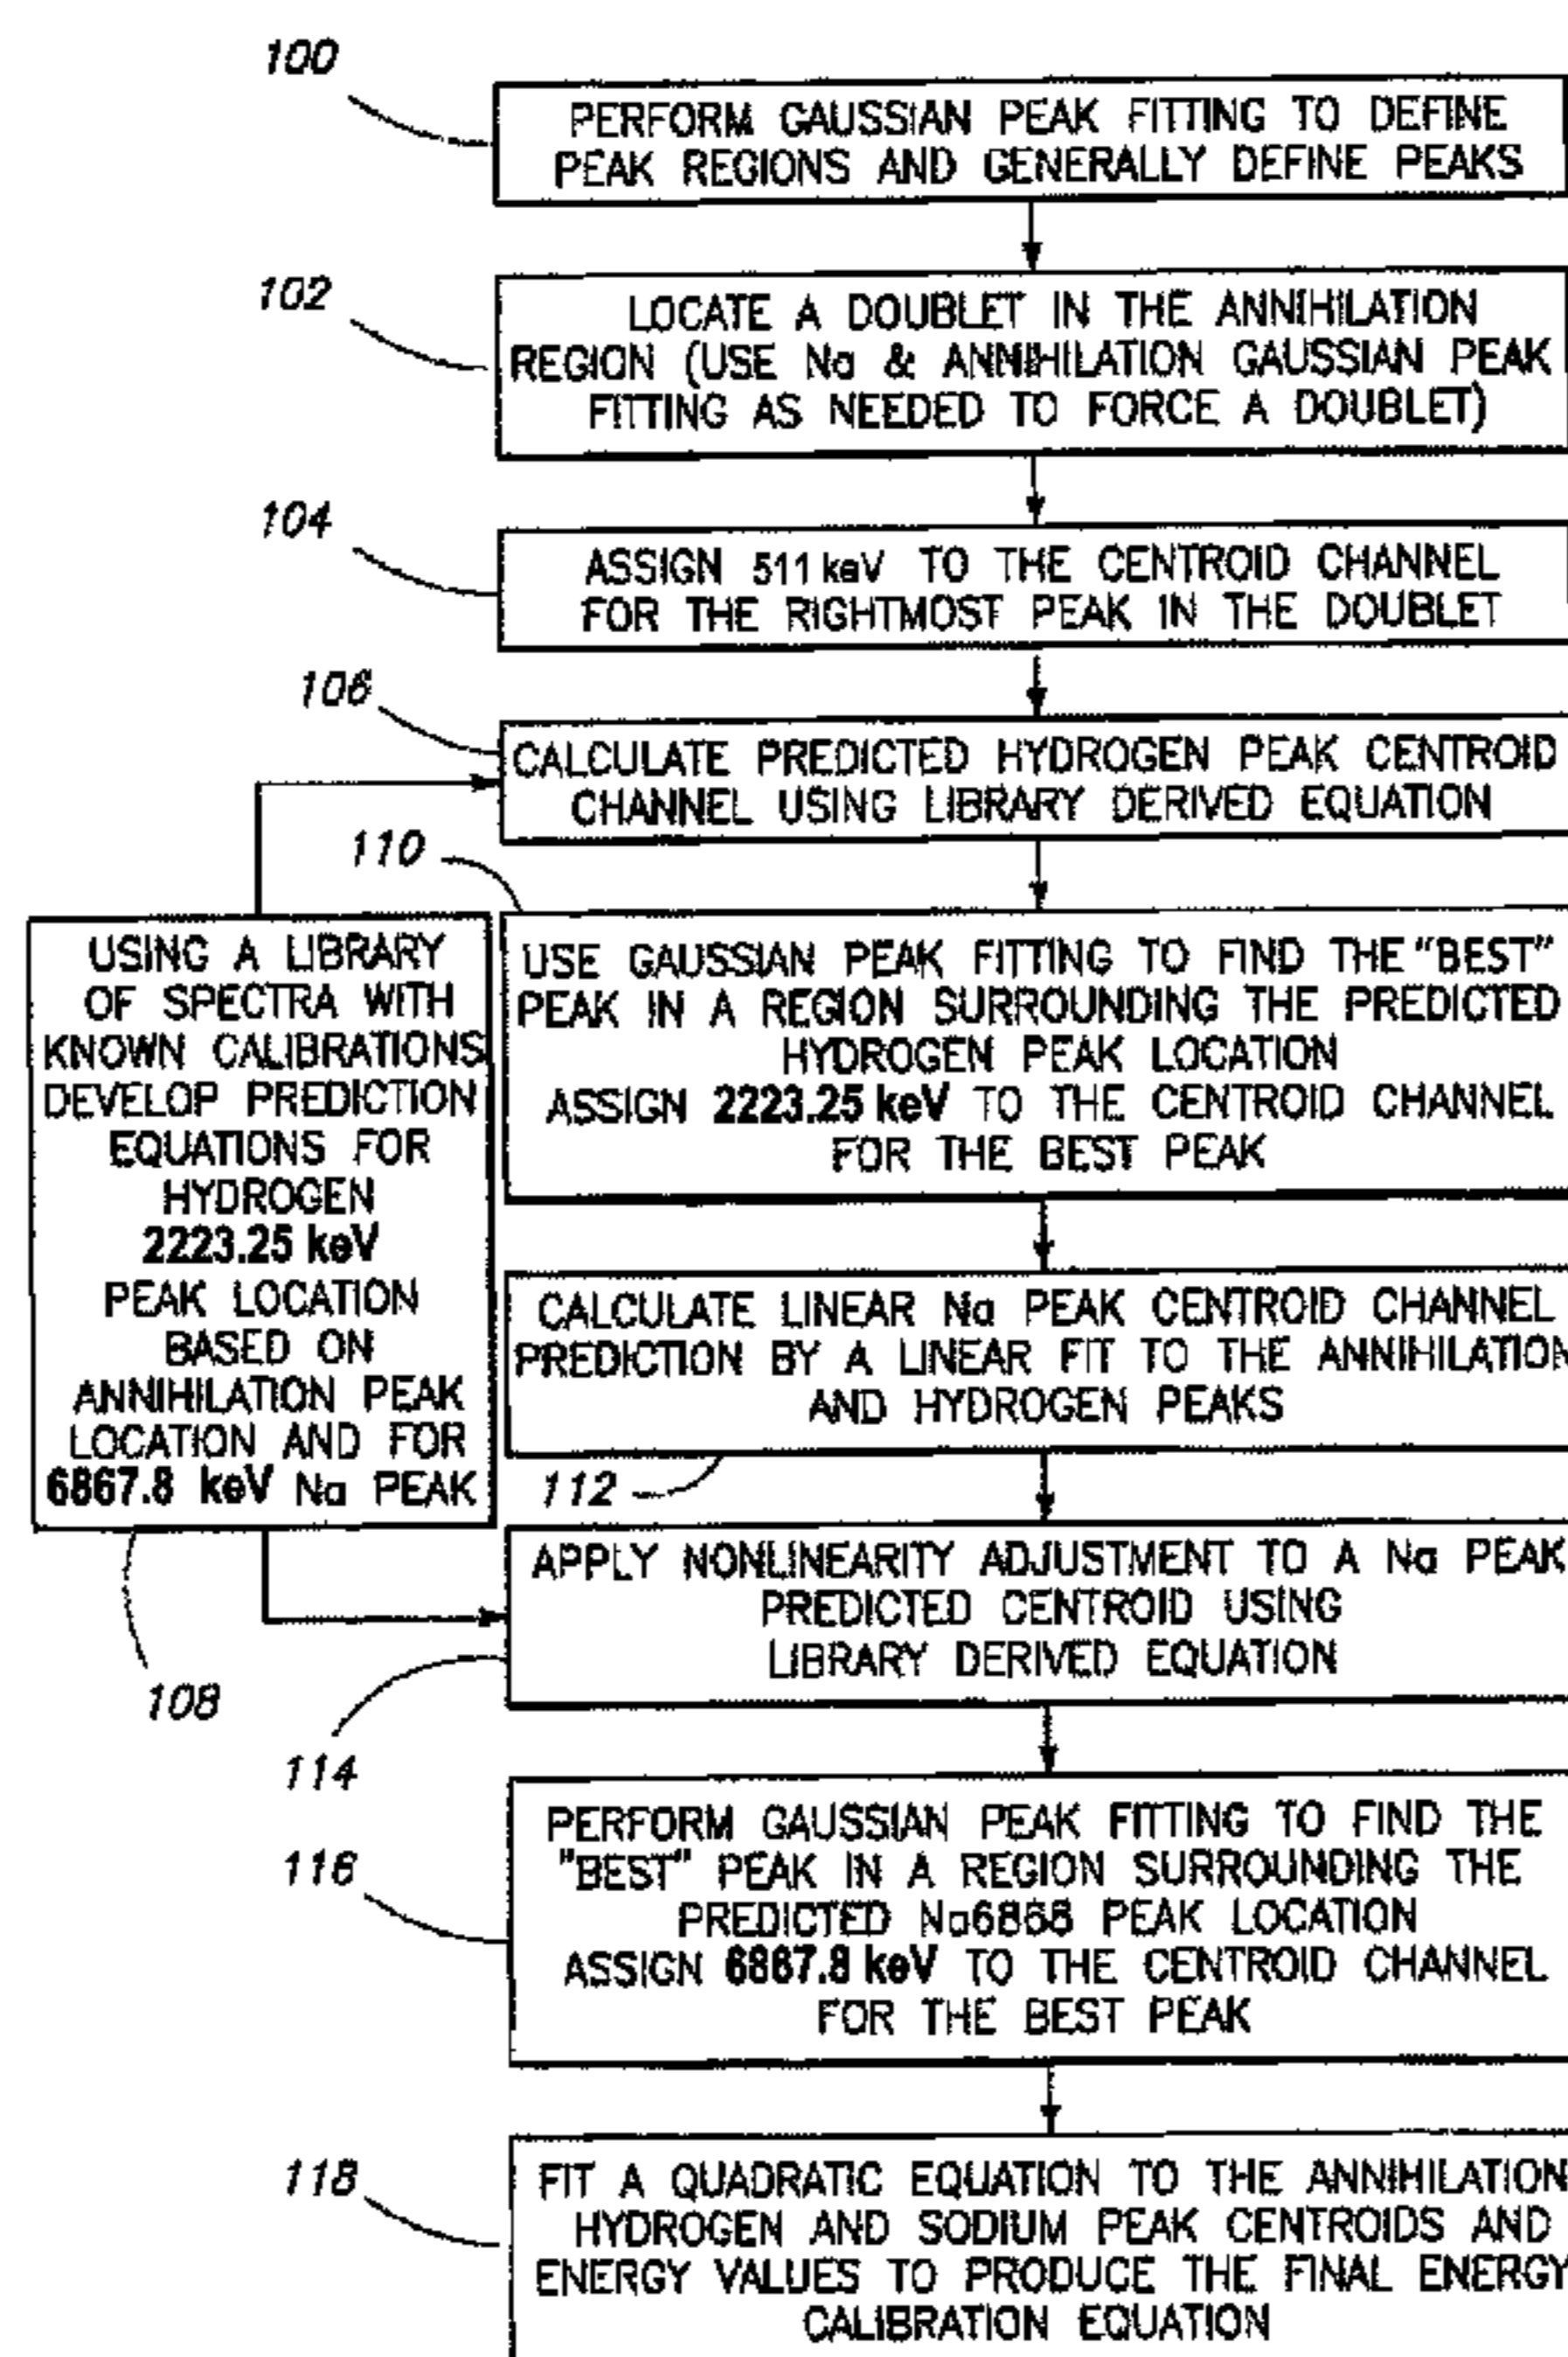 100
PERFORM GAUSSIAN PEAK FITTING TO DEFINE
PEAK REGIONS AND GENERALLY DEFINE PEAKS
102
LOCATE A DOUBLET IN THE ANNIHILATION
REGION (USE Na & ANNIHILATION GAUSSIAN PEAK
FITTING AS NEEDED TO FORCE A DOUBLET)
104
ASSIGN 511 keV TO THE CENTROID CHANNEL
FOR THE RIGHTMOST PEAK IN THE DOUBLET
106
CALCULATE PREDICTED HYDROGEN PEAK CENTROID
CHANNEL USING LIBRARY DERIVED EQUATION
110
USE GAUSSIAN PEAK FITTING TO FIND THE "BEST"
PEAK IN A REGION SURROUNDING THE PREDICTED
HYDROGEN PEAK LOCATION
ASSIGN 2223.25 keV TO THE CENTROID CHANNEL
FOR THE BEST PEAK
USING A LIBRARY
OF SPECTRA WITH
KNOWN CALIBRATIONS
DEVELOP PREDICTION
EQUATIONS FOR
HYDROGEN
2223.25 keV
PEAK LOCATION
BASED ON
ANNIHILATION PEAK
LOCATION AND FOR
6867.8 keV Na PEAK
108
CALCULATE LINEAR Na PEAK CENTROID CHANNEL
PREDICTION BY A LINEAR FIT TO THE ANNIHILATION
AND HYDROGEN PEAKS
112
APPLY NONLINEARITY ADJUSTMENT TO A Na PEAK
PREDICTED CENTROID USING
LIBRARY DERIVED EQUATION
114
PERFORM GAUSSIAN PEAK FITTING TO FIND THE
"BEST" PEAK IN A REGION SURROUNDING THE
PREDICTED Na6868 PEAK LOCATION
ASSIGN 6867.8 keV TO THE CENTROID CHANNEL
FOR THE BEST PEAK
116
118
FIT A QUADRATIC EQUATION TO THE ANNIHILATION
HYDROGEN AND SODIUM PEAK CENTROIDS AND
ENERGY VALUES TO PRODUCE THE FINAL ENERGY
CALIBRATION EQUATION